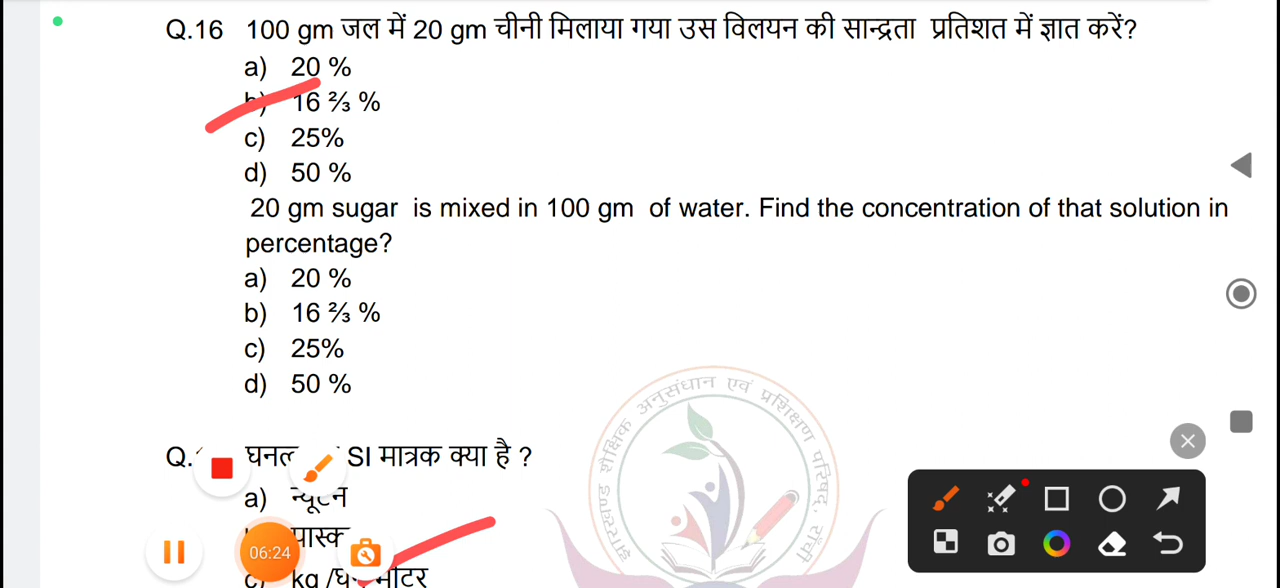 Q.16 100 gm जल में 20 gm चीनी मिलाया गया उस विलयन की सान्द्रता प्रतिशत में ज्ञात करें?
a) 20 %
b) 16 ⅔ %
c) 25%
d) 50 %
20 gm sugar is mixed in 100 gm of water. Find the concentration of that solution in
percentage?
a) 20 %
b) 16 ⅔ %
c) 25%
d) 50 %
झारखण्ड शैक्षिक अनुसंधान एवं प्रशिक्षण परिषद, राँची
Q. SI मात्रक क्या है ?
a) न्यूटन
06:24
c) kg /